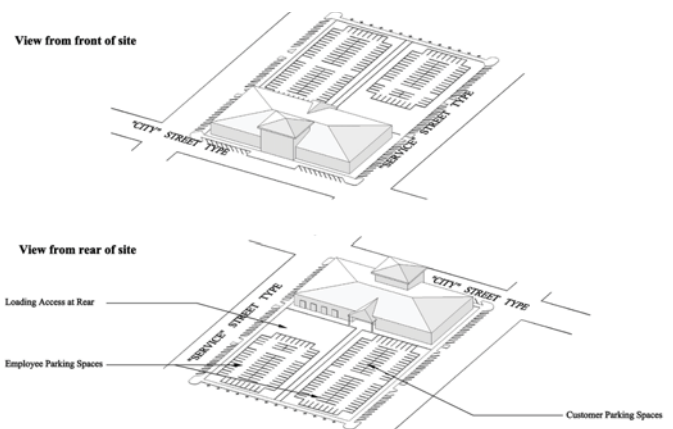 View from front of site
"CITY" STREET TYPE
"SERVICE" STREET TYPE
View from rear of site
"CITY" STREET TYPE
Loading Access at Rear
"SERVICE" STREET TYPE
Employee Parking Spaces
Customer Parking Spaces